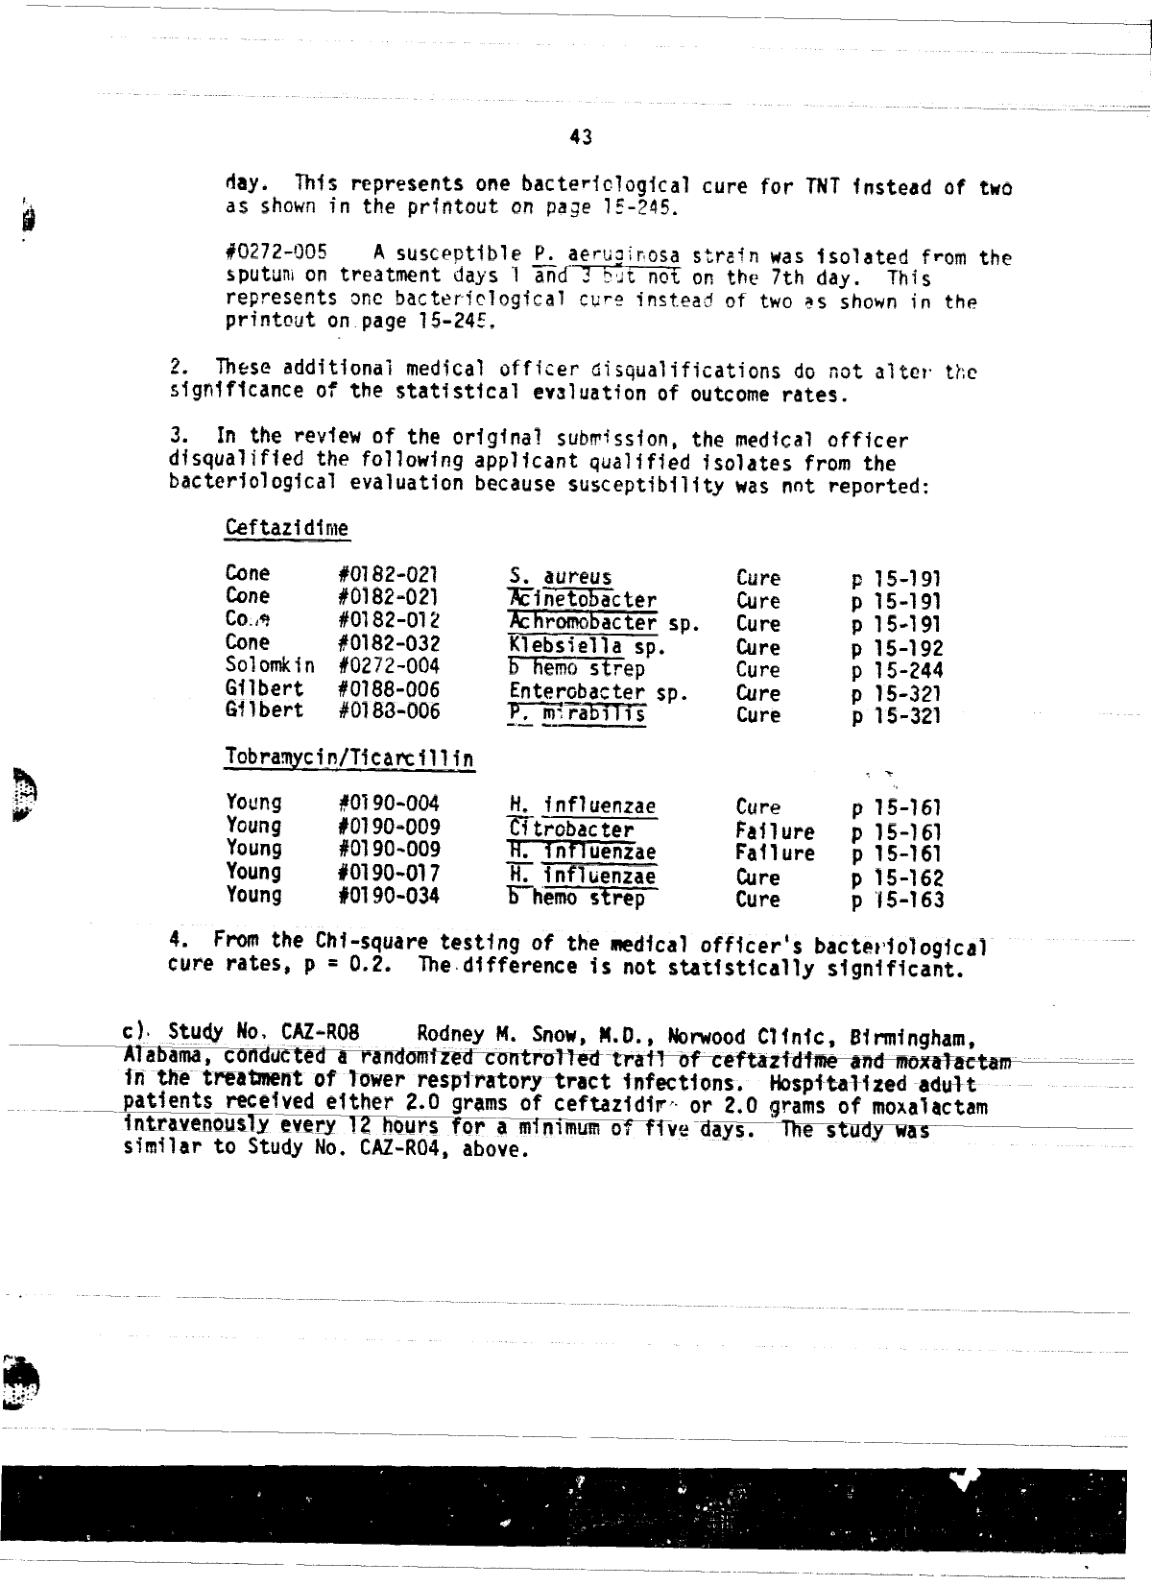 43
day. This represents one bacteriological cure for TNT instead of two
as shown in the printout on page 15-245.
#0272-005 A susceptible P. aeruginosa strain was isolated from the
sputum on treatment days 1 and 3 but not on the 7th day. This
represents one bacteriological cure instead of two as shown in the
printout on page 15-245.
2. These additional medical officer disqualifications do not alter the
significance of the statistical evaluation of outcome rates.
3. In the review of the original submission, the medical officer
disqualified the following applicant qualified isolates from the
bacteriological evaluation because susceptibility was not reported:
Ceftazidime
Cone #0182-021 S. aureus Cure p 15-191
Cone #0182-021 Acinetobacter Cure p 15-191
Cone #0182-012 Achromobacter sp. Cure p 15-191
Cone #0182-032 Klebsiella sp. Cure p 15-192
Solomkin #0272-004 b hemo strep Cure p 15-244
Gilbert #0188-006 Enterobacter sp. Cure p 15-321
Gilbert #0188-006 P. mirabilis Cure p 15-321
Tobramycin/Ticarcillin
Young #0190-004 H. influenzae Cure p 15-161
Young #0190-009 Citrobacter Failure p 15-161
Young #0190-009 H. influenzae Failure p 15-161
Young #0190-017 H. influenzae Cure p 15-162
Young #0190-034 b hemo strep Cure p 15-163
4. From the Chi-square testing of the medical officer's bacteriological
cure rates, p = 0.2. The difference is not statistically significant.
c). Study No. CAZ-R08 Rodney M. Snow, M.D., Norwood Clinic, Birmingham,
Alabama, conducted a randomized controlled trail of ceftazidime and moxalactam
in the treatment of lower respiratory tract infections. Hospitalized adult
patients received either 2.0 grams of or 2.0 grams of moxalactam
intravenously every 12 hours for a minimum of five days. The study was
similar to Study No. CAZ-R04, above.